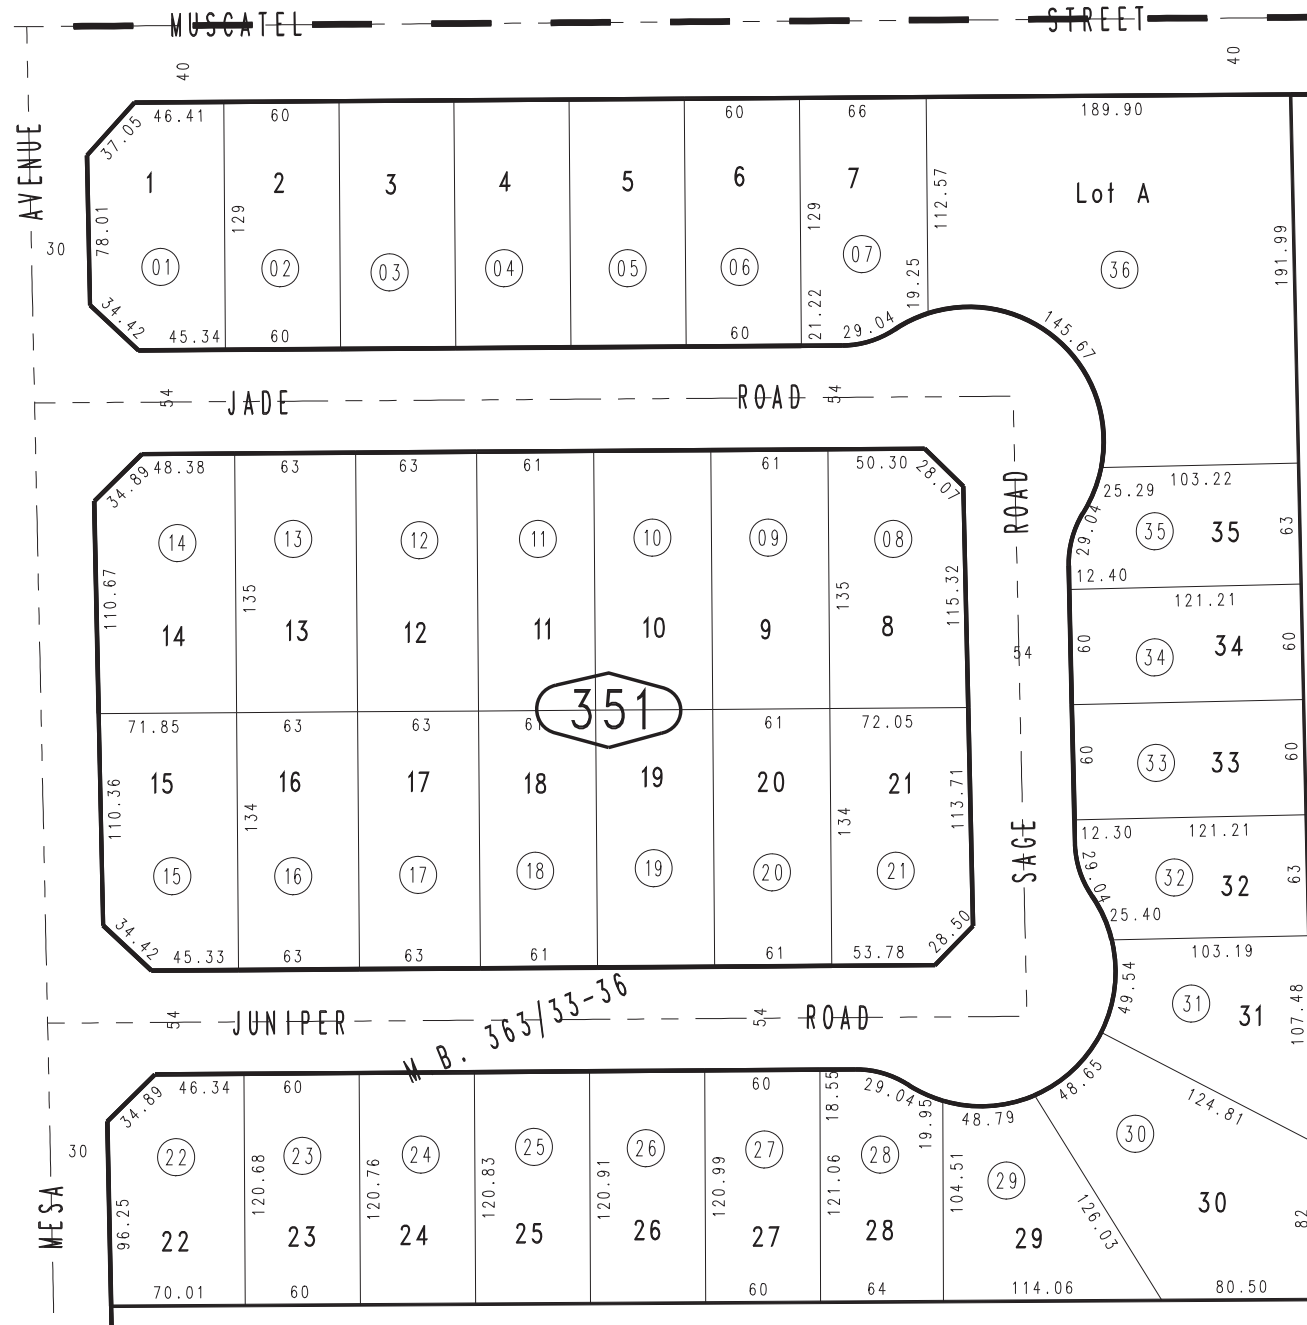 MUSCATEL STREET
40 40
AVENUE
37.05 46.41 60 60 66 189.90
1 2 3 4 5 6 7 Lot A
78.01 129 129 112.57 191.99
30
01 02 03 04 05 06 07 36
34.42 45.34 60 60 21.22 29.04 19.25 145.67
54 JADE ROAD 54
34.89 48.38 63 63 61 61 50.30 28.07
ROAD
25.29 103.22
14 13 12 11 10 09 08
29.04 35 35 63
12.40
110.67 135 135 115.32
121.21
14 13 12 11 10 9 8
60 34 34 60
54
351
71.85 63 63 61 61 72.05
15 16 17 18 19 20 21
60 33 33 60
110.36 134 134 113.71
SAGE
12.30 121.21
29.04 32 32 63
25.40
15 16 17 18 19 20 21
34.42 45.33 63 63 61 61 53.78 28.50
103.19
49.54 31 31 107.48
M.B. 363/33-36
54 JUNIPER 54 ROAD
34.89 46.34 60 60 18.55 29.04 19.95 48.79 48.65 124.81
30
22 23 24 25 26 27 28 29 30
MESA
96.25 120.68 120.76 120.83 120.91 120.99 121.06 104.51 126.03 82
22 23 24 25 26 27 28 29 30
70.01 60 60 64 114.06 80.50